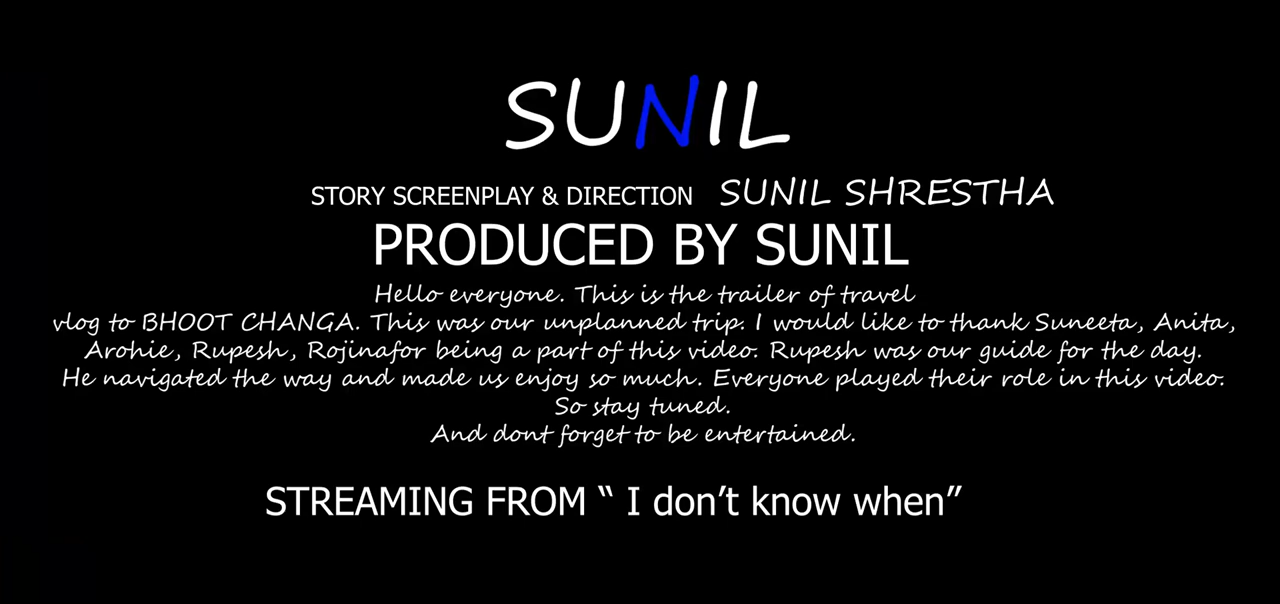 SUNIL
STORY SCREENPLAY & DIRECTION SUNIL SHRESTHA
PRODUCED BY SUNIL
Hello everyone. This is the trailer of travel
vlog to BHOOT CHANGA. This was our unplanned trip. I would like to thank Suneeta, Anita,
Arohie, Rupesh, Rojinafor being a part of this video. Rupesh was our guide for the day.
He navigated the way and made us enjoy so much. Everyone played their role in this video.
So stay tuned.
And dont forget to be entertained.
STREAMING FROM “ I don’t know when”